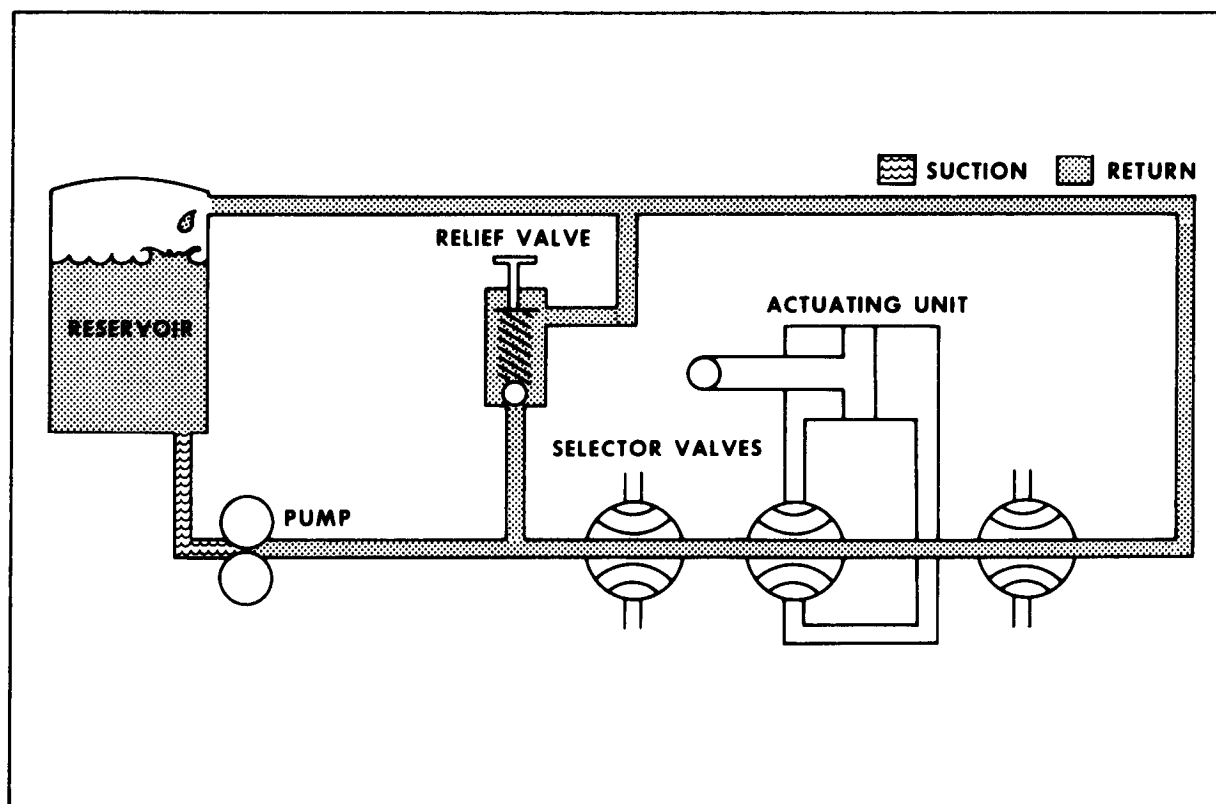 SUCTION
RETURN
RELIEF VALVE
RESERVOIR
ACTUATING UNIT
SELECTOR VALVES
PUMP